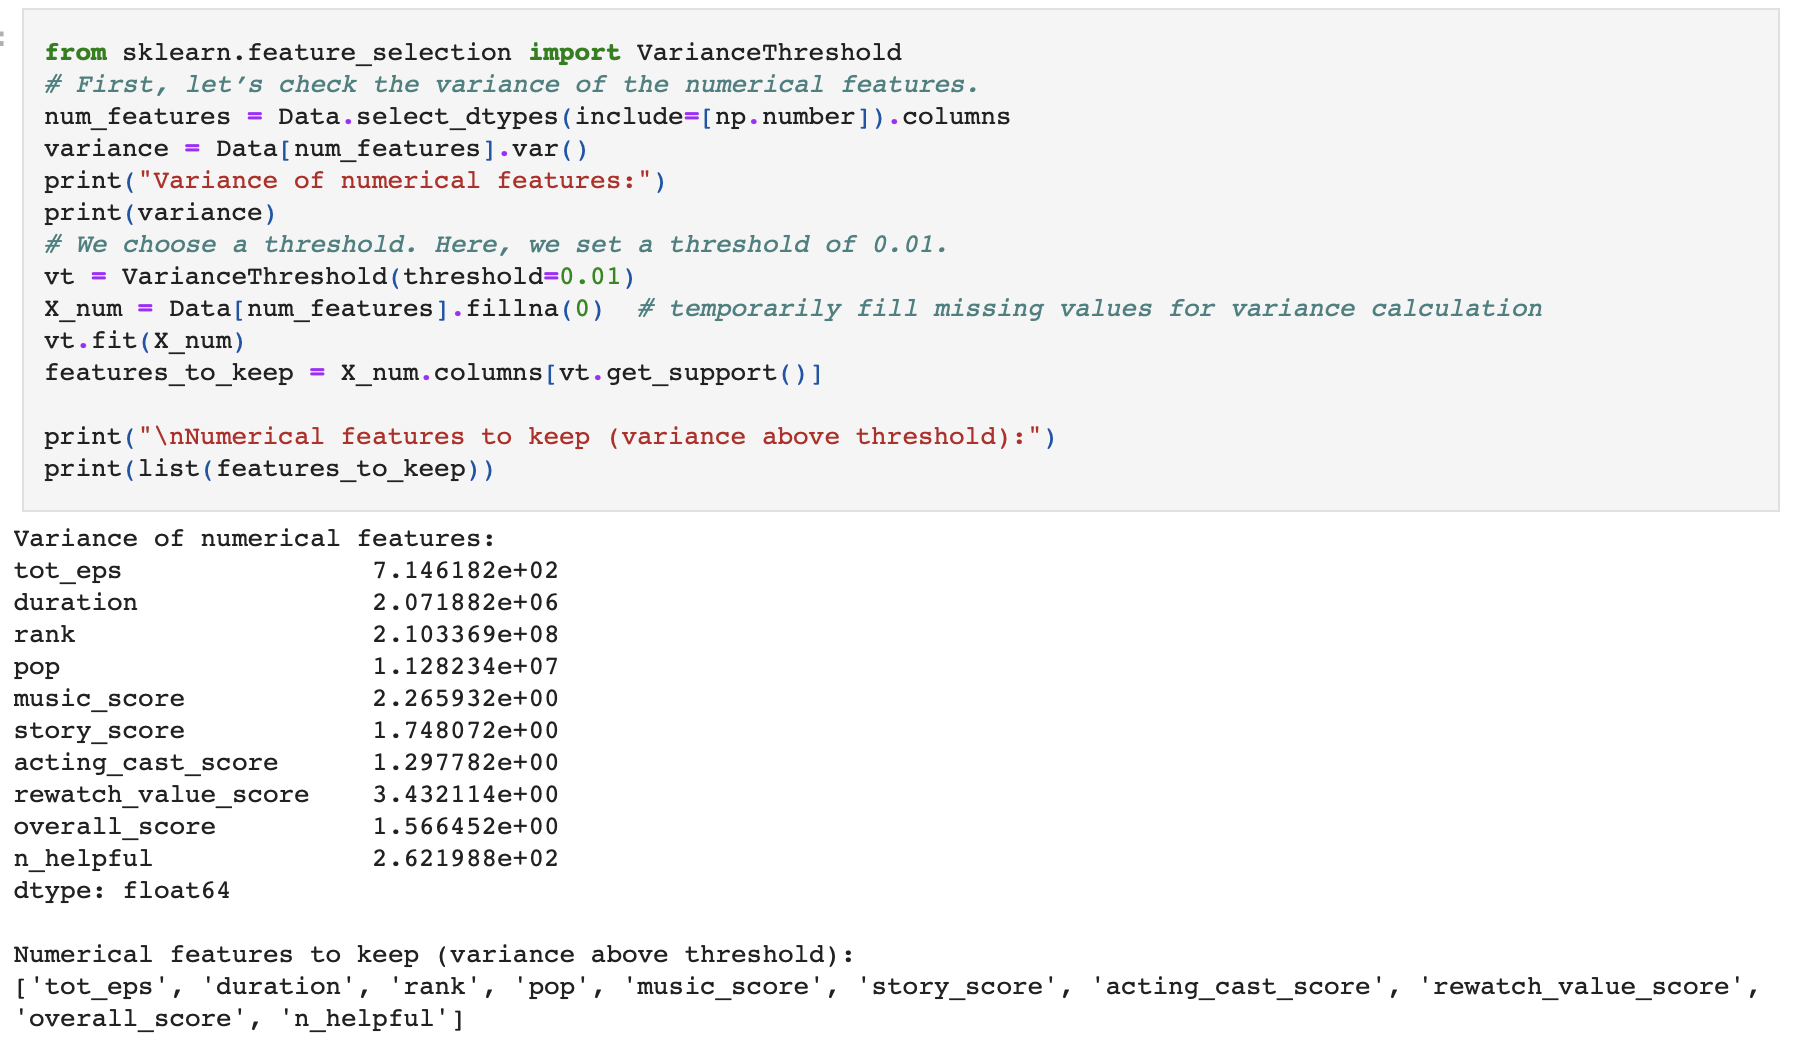 from sklearn.feature_selection import VarianceThreshold
# First, let’s check the variance of the numerical features.
num_features = Data.select_dtypes(include=[np.number]).columns
variance = Data[num_features].var()
print("Variance of numerical features:")
print(variance)
# We choose a threshold. Here, we set a threshold of 0.01.
vt = VarianceThreshold(threshold=0.01)
X_num = Data[num_features].fillna(0)  # temporarily fill missing values for variance calculation
vt.fit(X_num)
features_to_keep = X_num.columns[vt.get_support()]

print("\nNumerical features to keep (variance above threshold):")
print(list(features_to_keep))
Variance of numerical features:
tot_eps                7.146182e+02
duration               2.071882e+06
rank                   2.103369e+08
pop                    1.128234e+07
music_score            2.265932e+00
story_score            1.748072e+00
acting_cast_score      1.297782e+00
rewatch_value_score    3.432114e+00
overall_score          1.566452e+00
n_helpful              2.621988e+02
dtype: float64

Numerical features to keep (variance above threshold):
['tot_eps', 'duration', 'rank', 'pop', 'music_score', 'story_score', 'acting_cast_score', 'rewatch_value_score',
'overall_score', 'n_helpful']